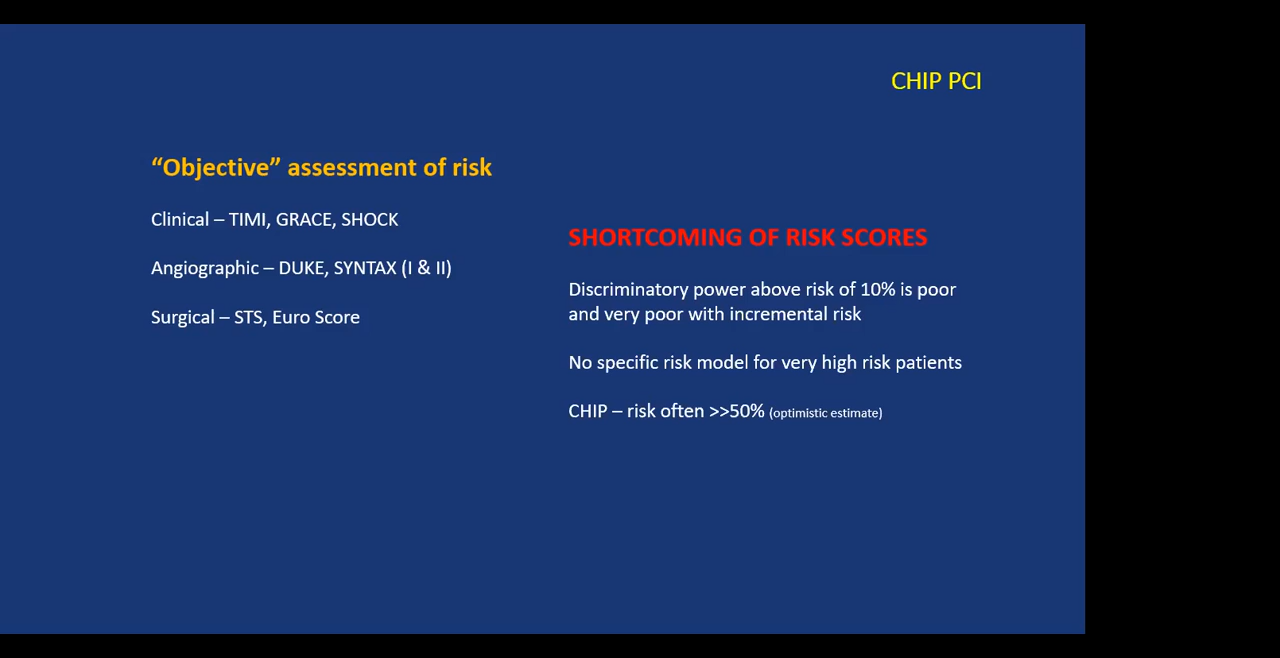 CHIP PCI
“Objective” assessment of risk
Clinical – TIMI, GRACE, SHOCK
Angiographic – DUKE, SYNTAX (I & II)
Surgical – STS, Euro Score
SHORTCOMING OF RISK SCORES
Discriminatory power above risk of 10% is poor
and very poor with incremental risk
No specific risk model for very high risk patients
CHIP – risk often >>50% (optimistic estimate)